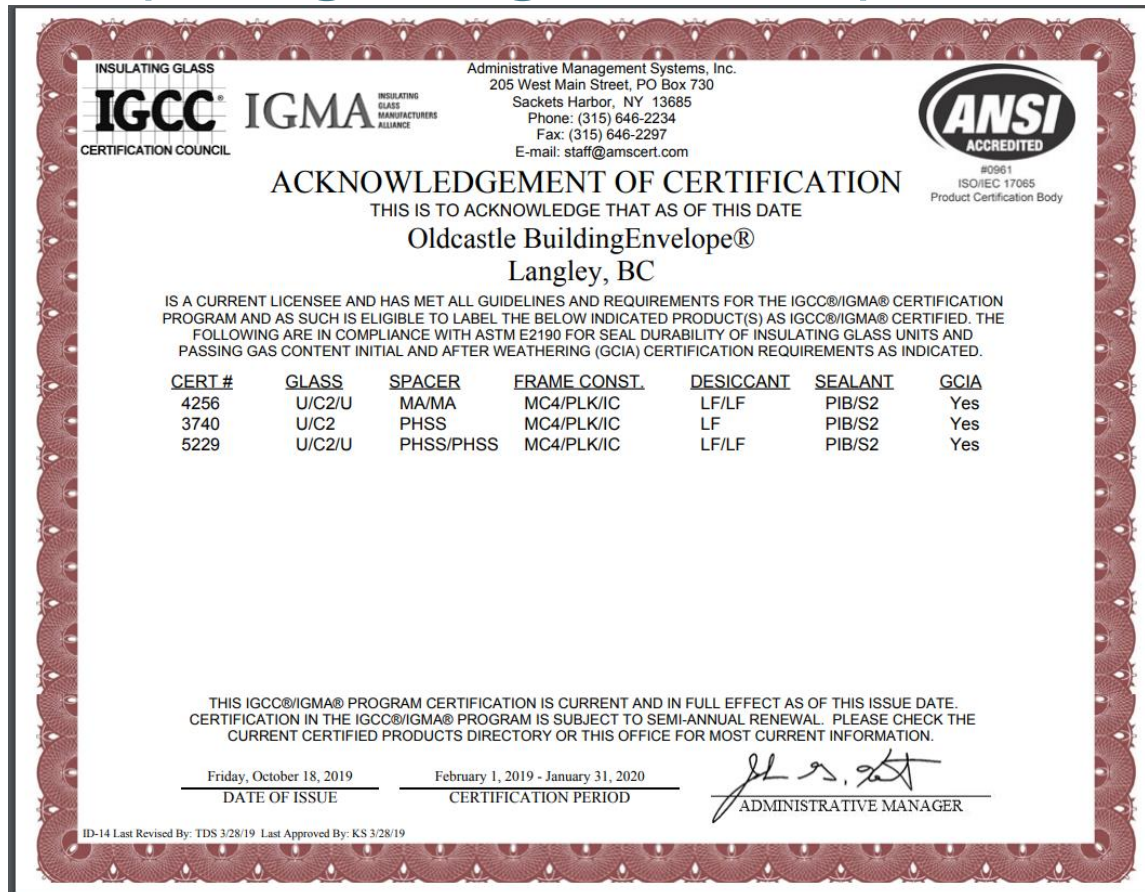 INSULATING GLASS
IGCC®
CERTIFICATION COUNCIL
IGMA
INSULATING
GLASS
MANUFACTURERS
ALLIANCE
Administrative Management Systems, Inc.
205 West Main Street, PO Box 730
Sackets Harbor, NY 13685
Phone: (315) 646-2234
Fax: (315) 646-2297
E-mail: staff@amscert.com
ANSI
ACCREDITED
#0961
ISO/IEC 17065
Product Certification Body
ACKNOWLEDGEMENT OF CERTIFICATION
THIS IS TO ACKNOWLEDGE THAT AS OF THIS DATE
Oldcastle BuildingEnvelope®
Langley, BC
IS A CURRENT LICENSEE AND HAS MET ALL GUIDELINES AND REQUIREMENTS FOR THE IGCC®/IGMA® CERTIFICATION
PROGRAM AND AS SUCH IS ELIGIBLE TO LABEL THE BELOW INDICATED PRODUCT(S) AS IGCC®/IGMA® CERTIFIED. THE
FOLLOWING ARE IN COMPLIANCE WITH ASTM E2190 FOR SEAL DURABILITY OF INSULATING GLASS UNITS AND
PASSING GAS CONTENT INITIAL AND AFTER WEATHERING (GCIA) CERTIFICATION REQUIREMENTS AS INDICATED.
CERT # GLASS SPACER FRAME CONST. DESICCANT SEALANT GCIA
4256 U/C2/U MA/MA MC4/PLK/IC LF/LF PIB/S2 Yes
3740 U/C2 PHSS MC4/PLK/IC LF PIB/S2 Yes
5229 U/C2/U PHSS/PHSS MC4/PLK/IC LF/LF PIB/S2 Yes
THIS IGCC®/IGMA® PROGRAM CERTIFICATION IS CURRENT AND IN FULL EFFECT AS OF THIS ISSUE DATE.
CERTIFICATION IN THE IGCC®/IGMA® PROGRAM IS SUBJECT TO SEMI-ANNUAL RENEWAL. PLEASE CHECK THE
CURRENT CERTIFIED PRODUCTS DIRECTORY OR THIS OFFICE FOR MOST CURRENT INFORMATION.
Friday, October 18, 2019 February 1, 2019 - January 31, 2020
DATE OF ISSUE CERTIFICATION PERIOD ADMINISTRATIVE MANAGER
ID-14 Last Revised By: TDS 3/28/19 Last Approved By: KS 3/28/19